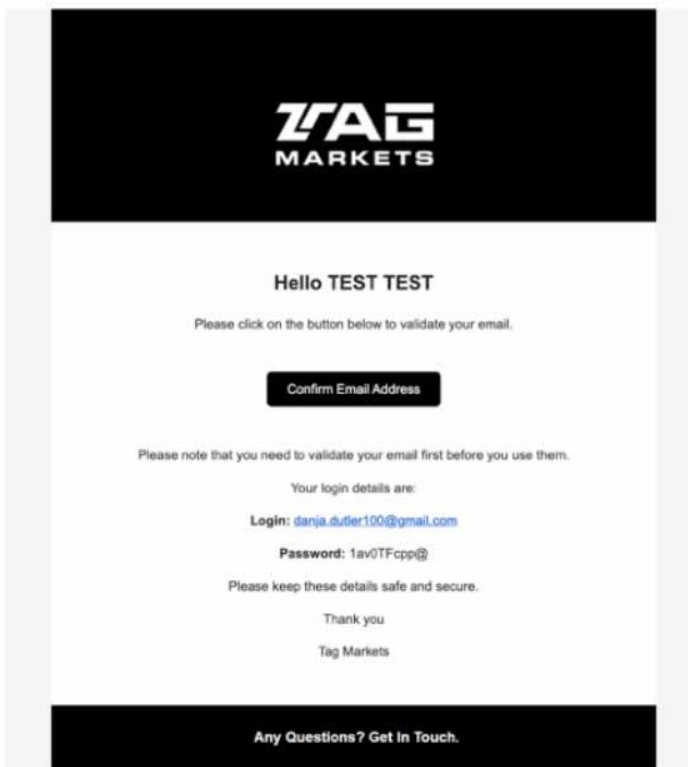 TAG
MARKETS
Hello TEST TEST
Please click on the button below to validate your email.
Confirm Email Address
Please note that you need to validate your email first before you use them.
Your login details are:
Login: danja.dutler100@gmail.com
Password: 1av0TFcpp@
Please keep these details safe and secure.
Thank you
Tag Markets
Any Questions? Get In Touch.